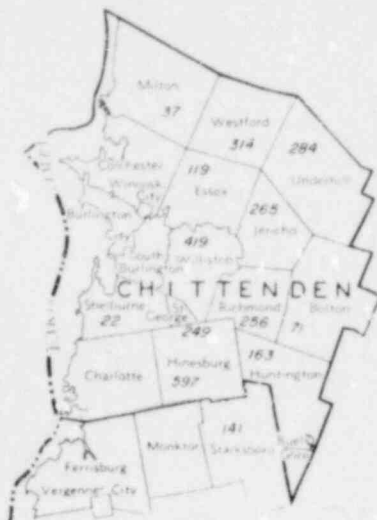 Milton
37
Westford
314
284
Underhill
Colchester
Winooski
City
119
Essex
Burlington
City
265
Jericho
South
Burlington
419
Williston
CHITTENDEN
Shelburne
22
St.
George
249
Richmond
256
Bolton
71
163
Huntington
Charlotte
Hinesburg
597
Monkton
141
Starksboro
Buels
Gore
Ferrisburg
Vergennes City